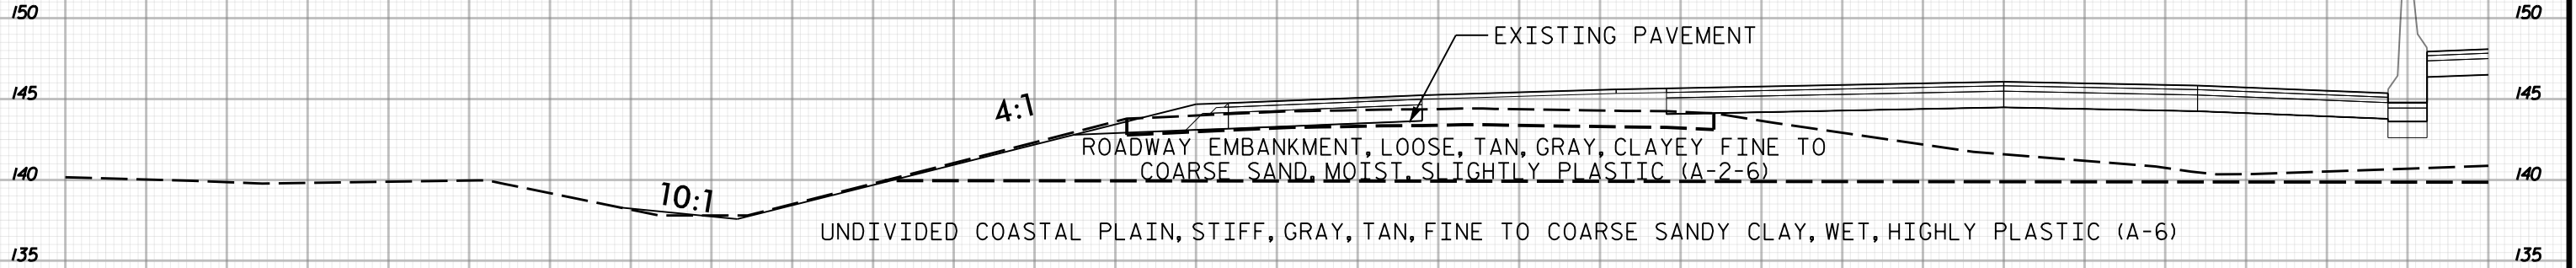 150
150
EXISTING PAVEMENT
145
145
4:1
ROADWAY EMBANKMENT, LOOSE, TAN, GRAY, CLAYEY FINE TO
COARSE SAND, MOIST, SLIGHTLY PLASTIC (A-2-6)
140
140
10:1
UNDIVIDED COASTAL PLAIN, STIFF, GRAY, TAN, FINE TO COARSE SANDY CLAY, WET, HIGHLY PLASTIC (A-6)
135
135